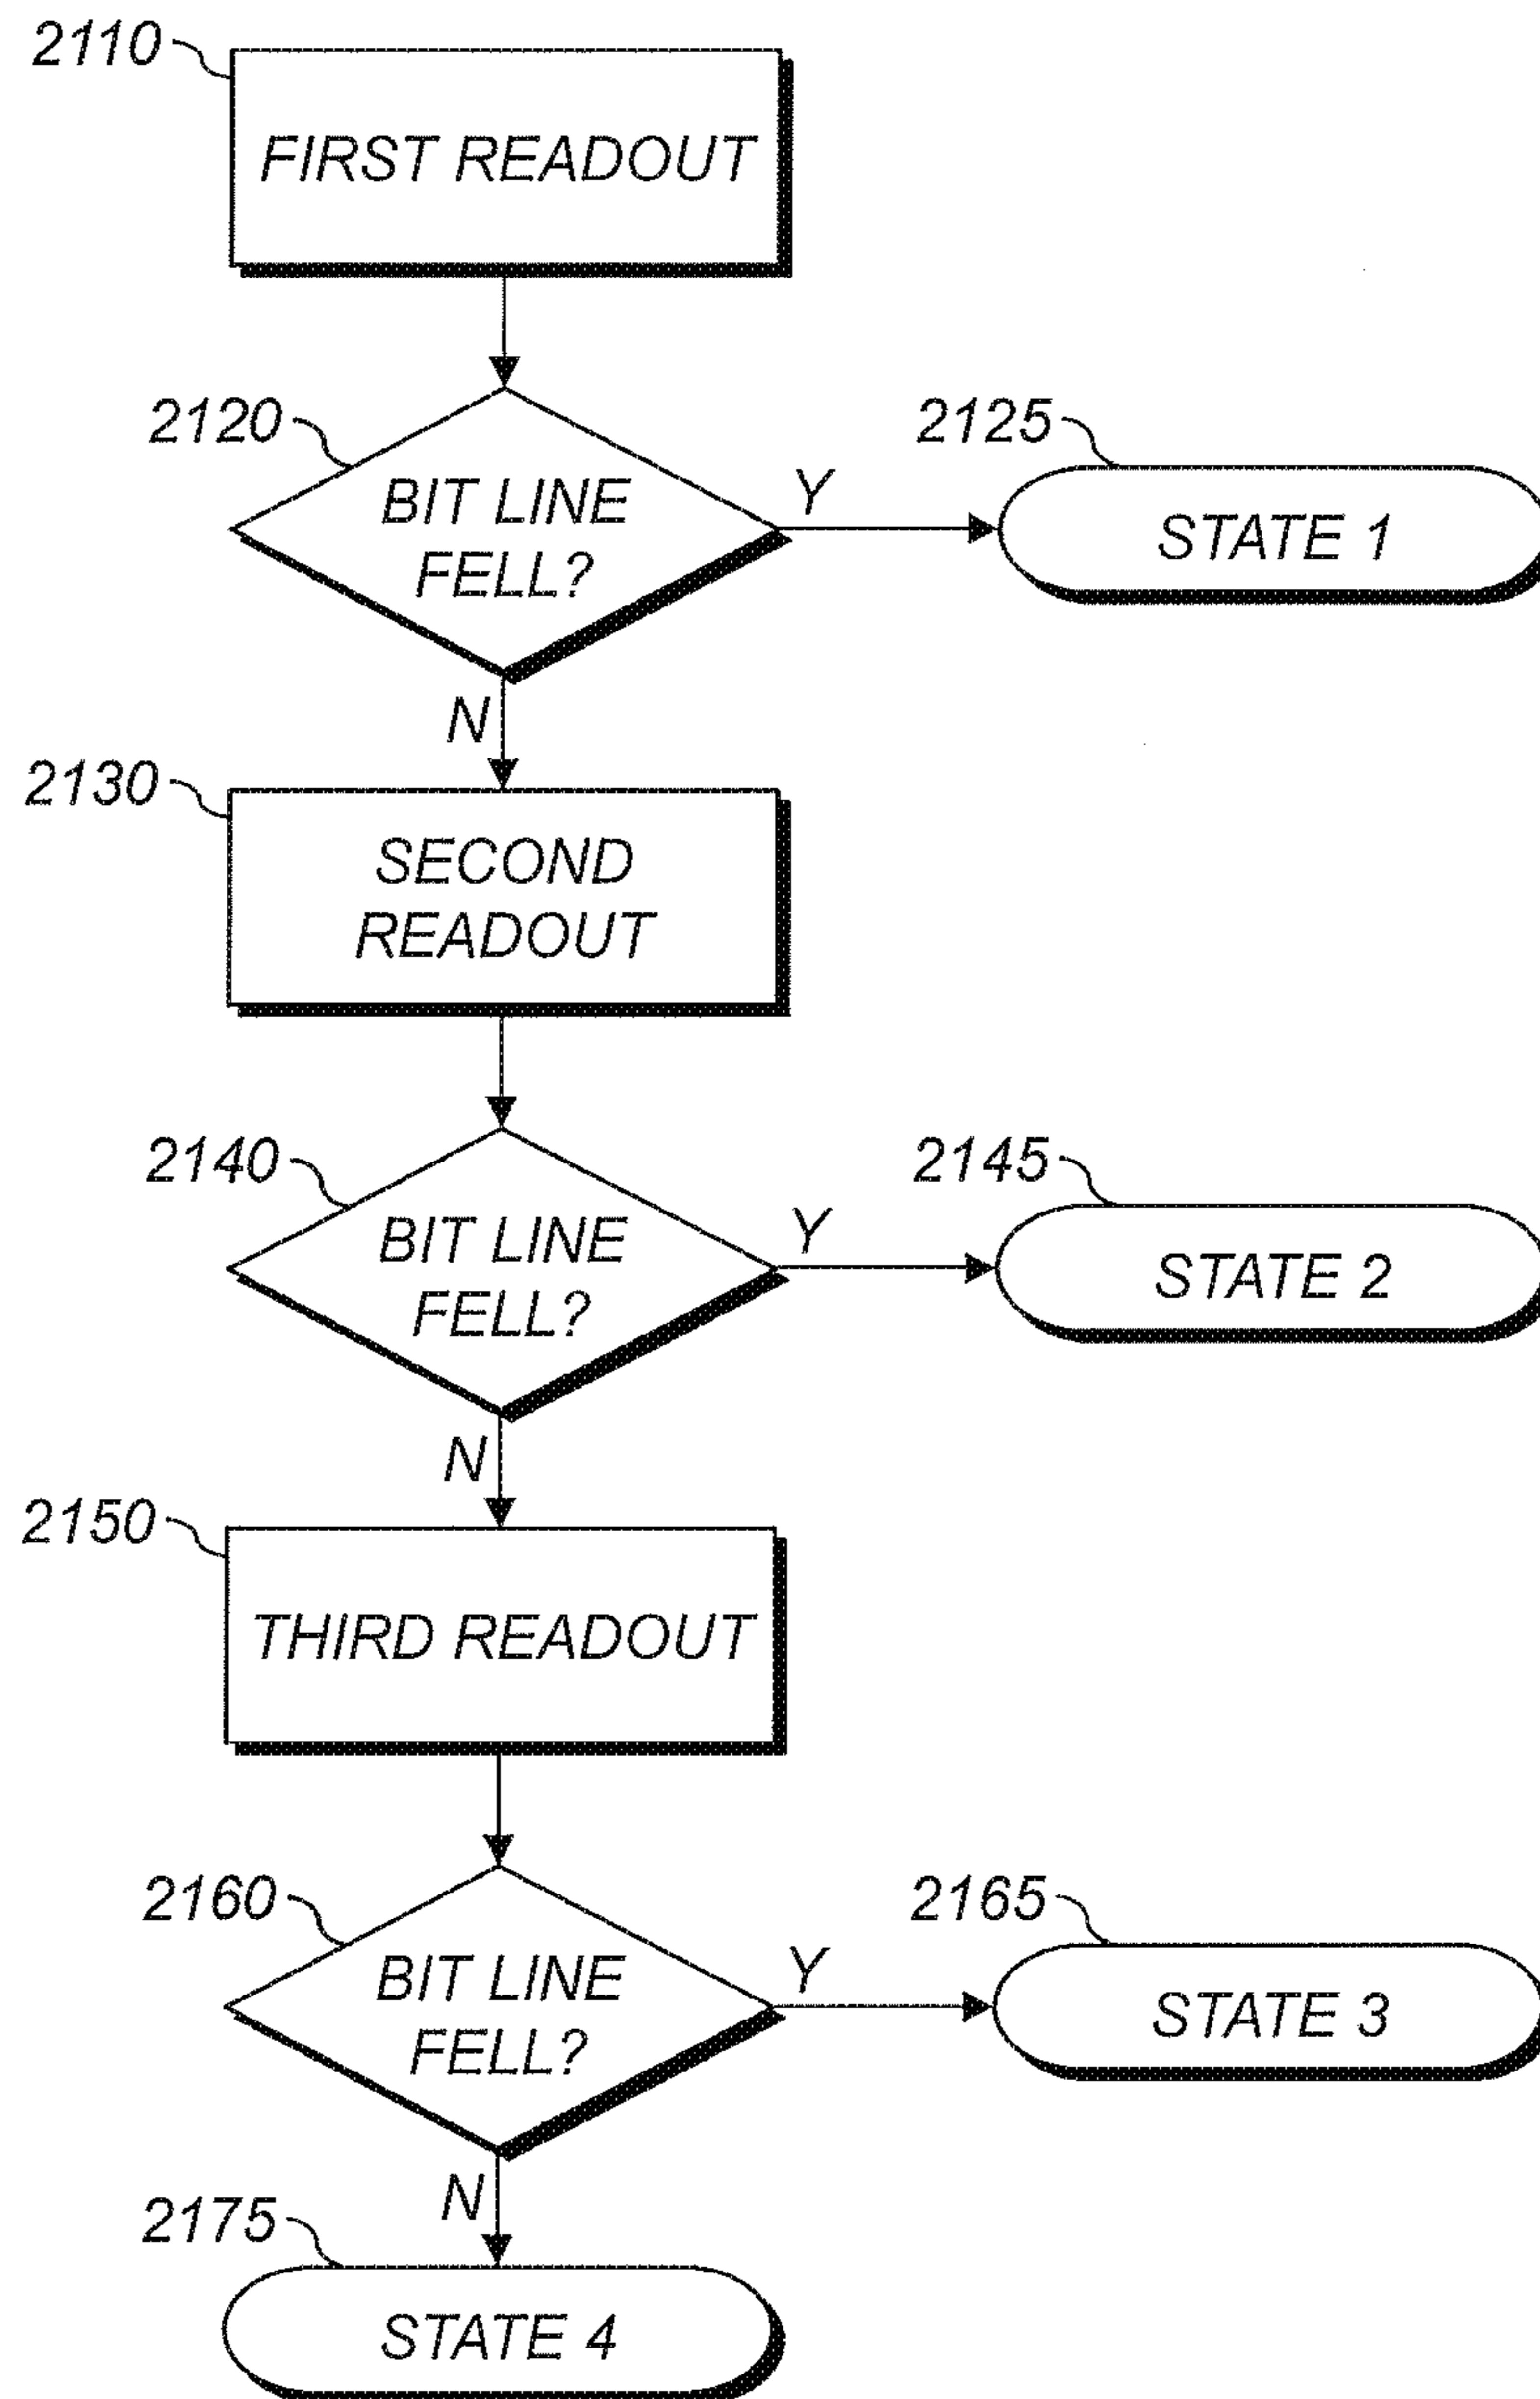 2110
FIRST READOUT
2120
BIT LINE
FELL?
Y
2125
STATE 1
N
2130
SECOND
READOUT
2140
BIT LINE
FELL?
Y
2145
STATE 2
N
2150
THIRD READOUT
2160
BIT LINE
FELL?
Y
2165
STATE 3
N
2175
STATE 4